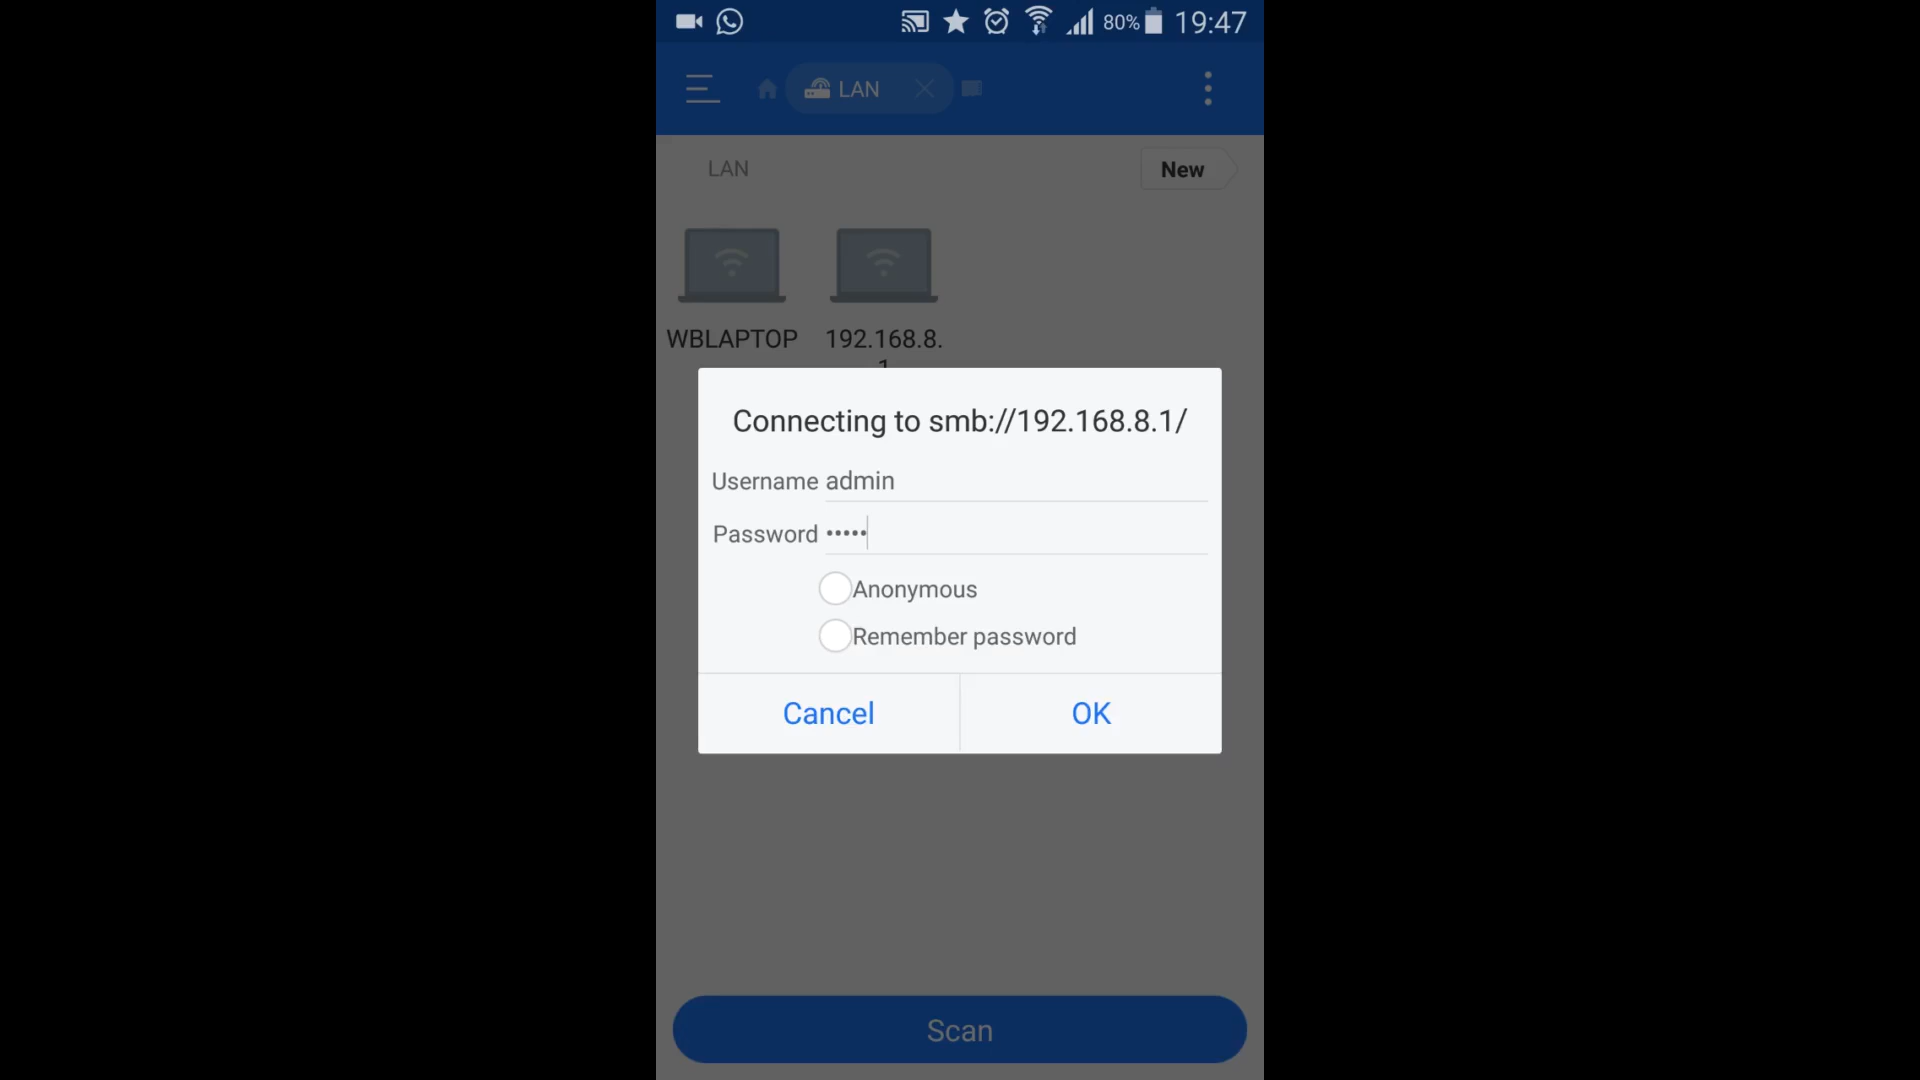 80% 19:47
LAN
LAN New
WBLAPTOP 192.168.8.
1
Connecting to smb://192.168.8.1/
Username admin
Password •••••
Anonymous
Remember password
Cancel OK
Scan